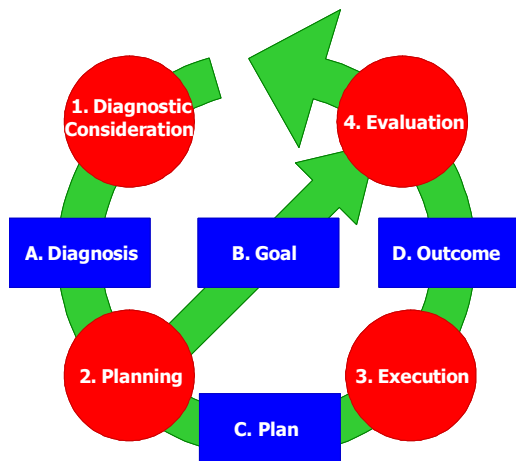 1. Diagnostic
Consideration
4. Evaluation
A. Diagnosis
B. Goal
D. Outcome
2. Planning
3. Execution
C. Plan